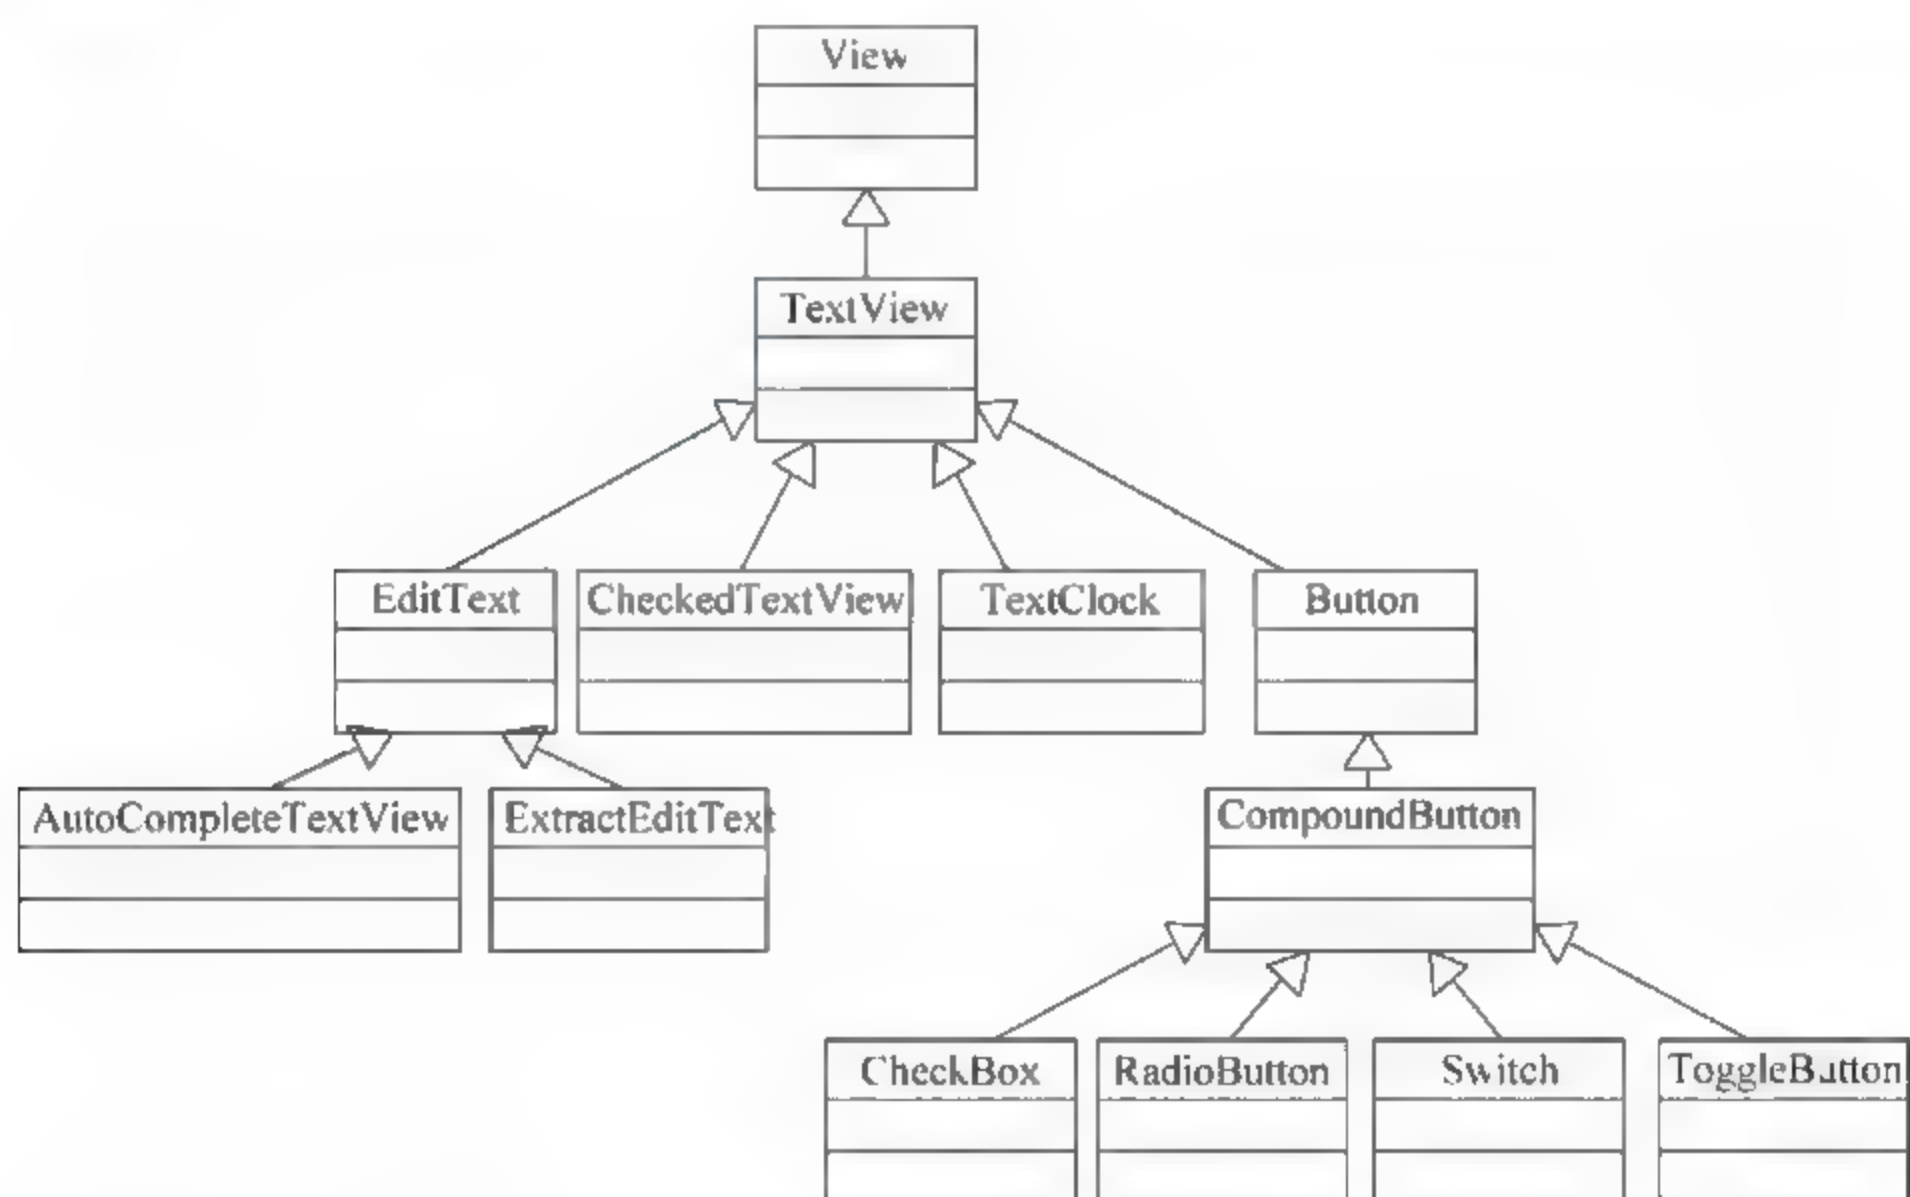 View
TextView
EditText
CheckedTextView
TextClock
Button
AutoCompleteTextView
ExtractEditText
CompoundButton
CheckBox
RadioButton
Switch
ToggleButton